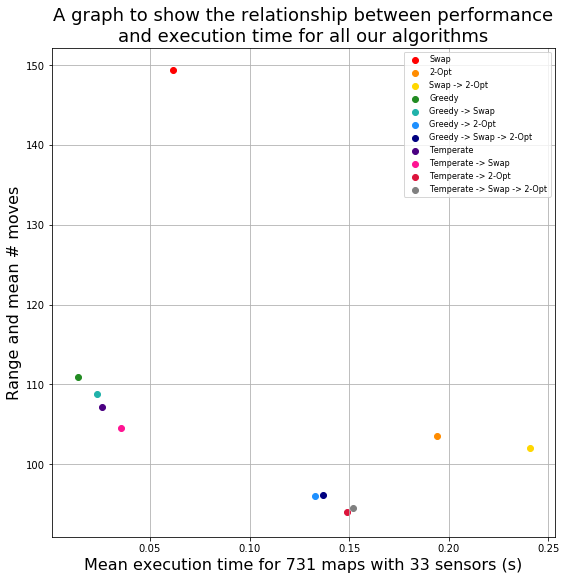 A graph to show the relationship between performance
and execution time for all our algorithms
Range and mean # moves
150
140
130
120
110
100
Swap
2-Opt
Swap -> 2-Opt
Greedy
Greedy -> Swap
Greedy -> 2-Opt
Greedy -> Swap -> 2-Opt
Temperate
Temperate -> Swap
Temperate -> 2-Opt
Temperate -> Swap -> 2-Opt
0.05
0.10
0.15
0.20
0.25
Mean execution time for 731 maps with 33 sensors (s)